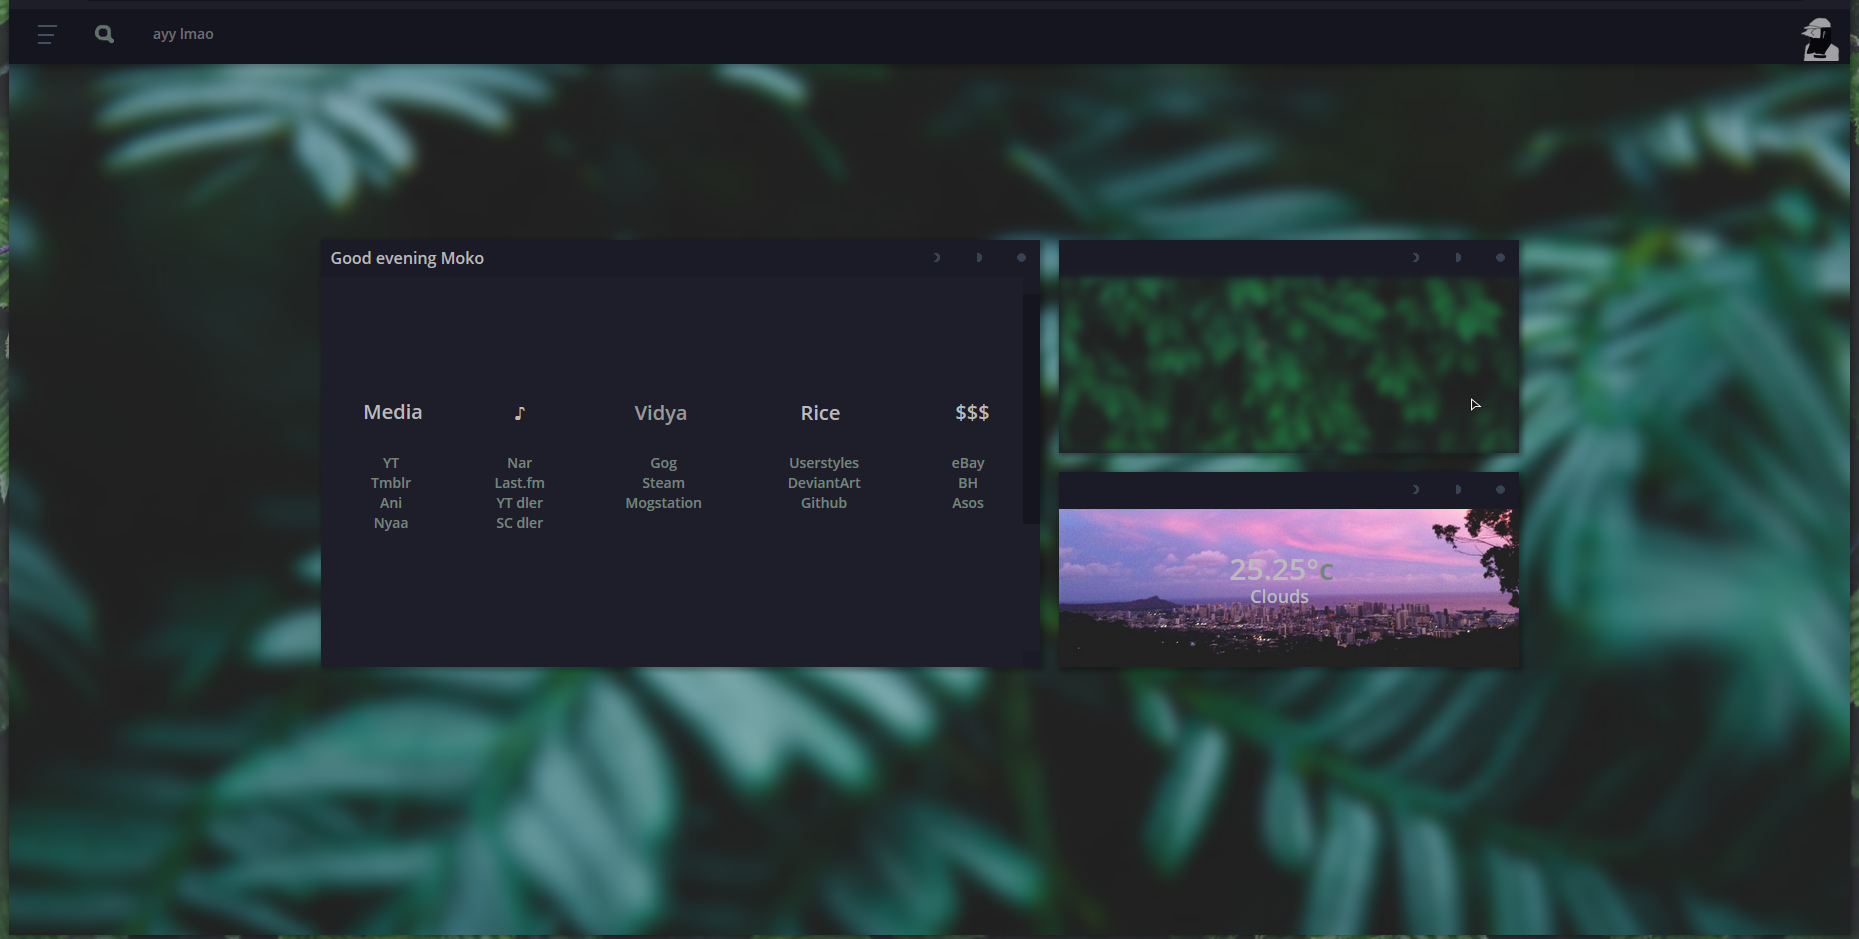 ayy lmao
Good evening Moko
Media
YT
Tmblr
Ani
Nyaa
♪
Nar
Last.fm
YT dler
SC dler
Vidya
Gog
Steam
Mogstation
Rice
Userstyles
DeviantArt
Github
$$$
eBay
BH
Asos
25.25°c
Clouds